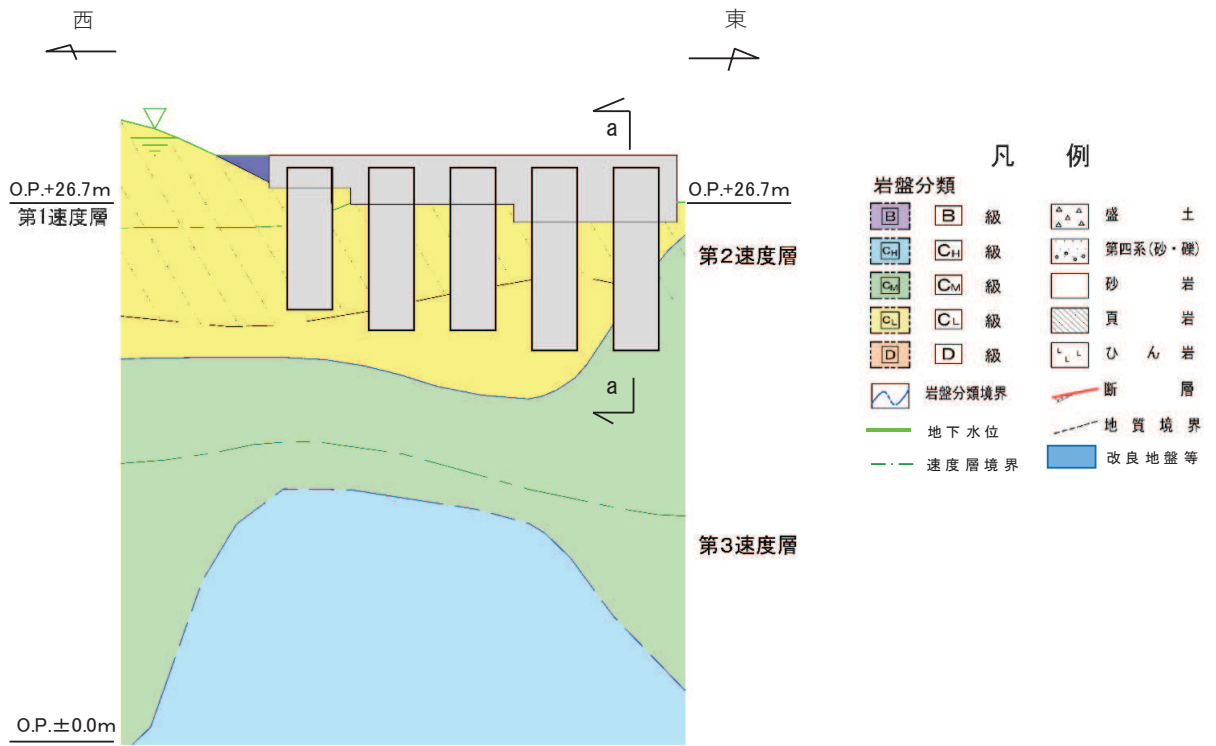 西
東
a
O.P.+26.7m
第1速度層
O.P.+26.7m
第2速度層
a
第3速度層
O.P.±0.0m
凡 例
岩盤分類
B B 級
CH CH 級
CM CM 級
CL CL 級
D D 級
岩盤分類境界
地下水位
速度層境界
盛 土
第四系(砂・礫)
砂 岩
頁 岩
ひ ん 岩
断 層
地 質 境 界
改良地盤等